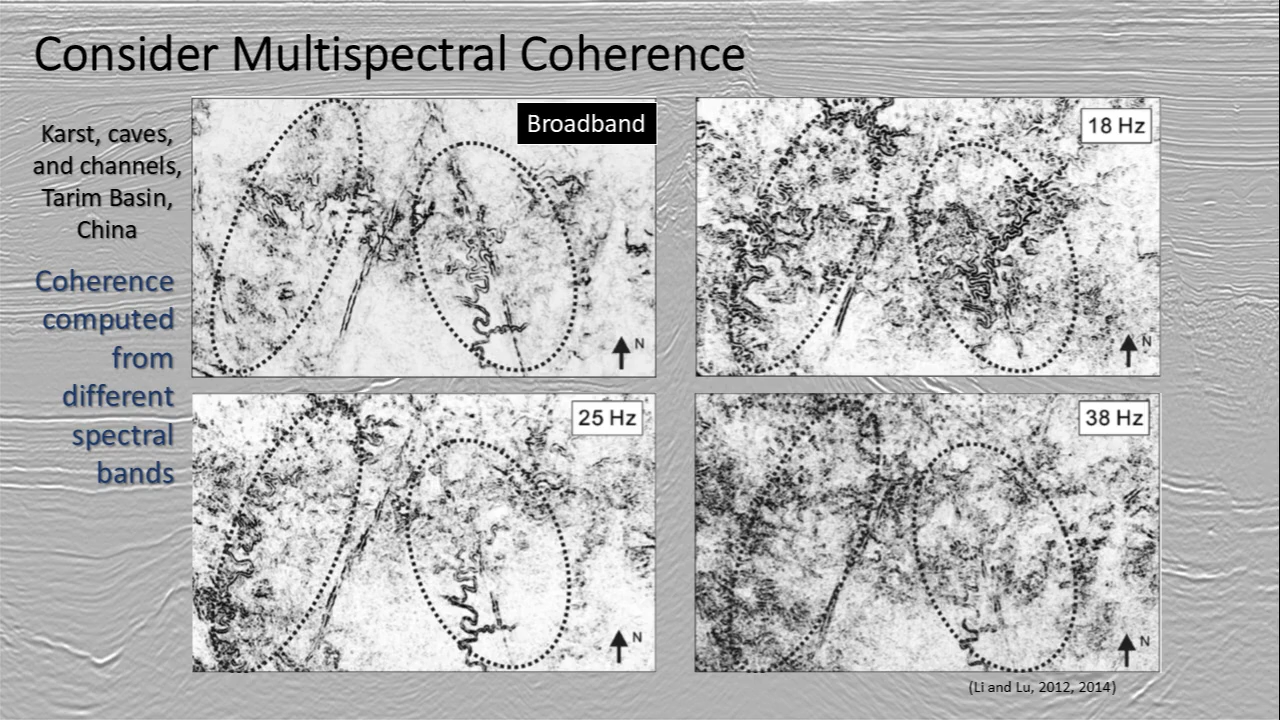 Consider Multispectral Coherence
Karst, caves,
and channels,
Tarim Basin,
China
Coherence
computed
from
different
spectral
bands
Broadband
N
18 Hz
N
25 Hz
N
38 Hz
N
(Li and Lu, 2012, 2014)